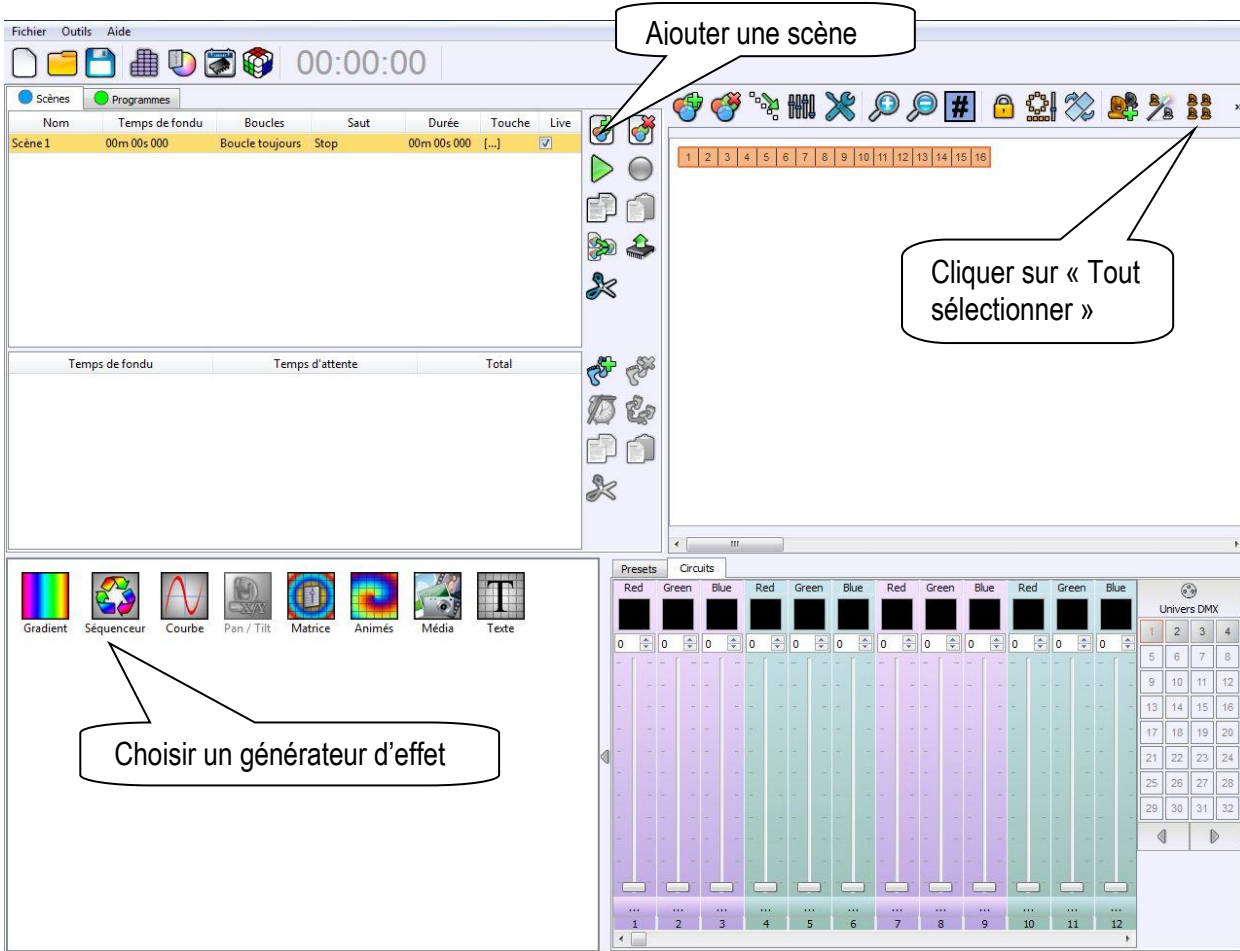 Ajouter une scène
Fichier Outils Aide
00:00:00
Scènes Programmes
Nom Temps de fondu Boucles Saut Durée Touche Live
Scène 1 00m 00s 000 Boucle toujours Stop 00m 00s 000 [...]
#
1 2 3 4 5 6 7 8 9 10 11 12 13 14 15 16
Cliquer sur « Tout
sélectionner »
Temps de fondu Temps d'attente Total
Gradient Séquenceur Courbe Pan / Tilt Matrice Animés Média Texte
X/Y
T
Choisir un générateur d'effet
Presets Circuits
Red Green Blue Red Green Blue Red Green Blue Red Green Blue
0 0 0 0 0 0 0 0 0 0 0 0
... ... ... ... ... ... ... ... ... ... ... ...
1 2 3 4 5 6 7 8 9 10 11 12
Univers DMX
1 2 3 4
5 6 7 8
9 10 11 12
13 14 15 16
17 18 19 20
21 22 23 24
25 26 27 28
29 30 31 32